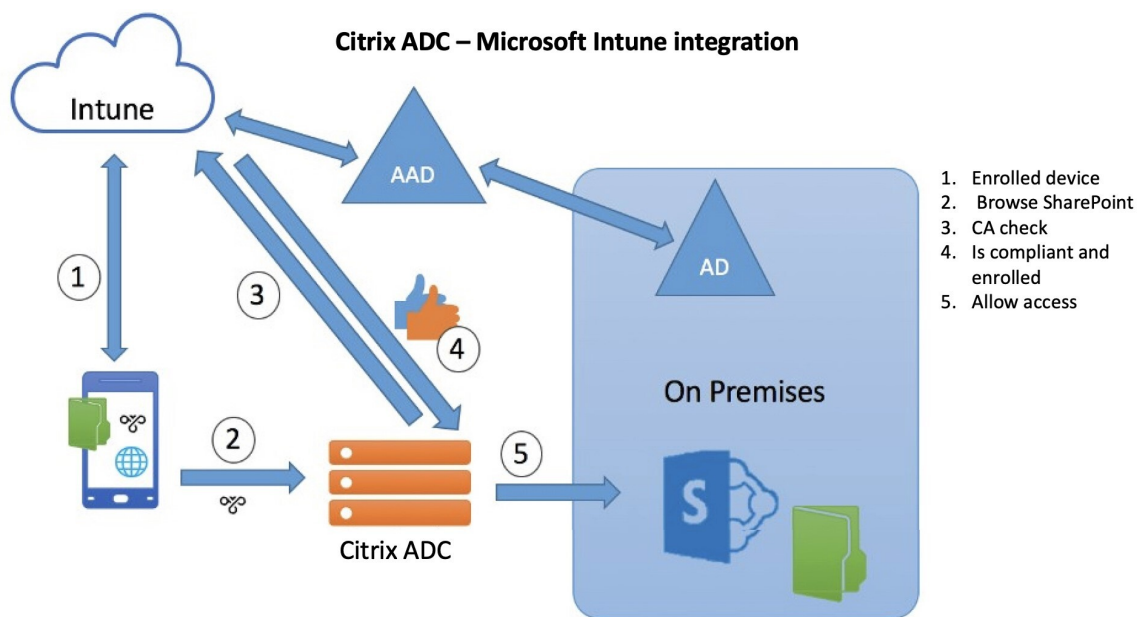 Citrix ADC – Microsoft Intune integration
Intune
AAD
AD
1. Enrolled device
2. Browse SharePoint
3. CA check
4. Is compliant and
enrolled
5. Allow access
1
3
4
On Premises
2
5
S
Citrix ADC